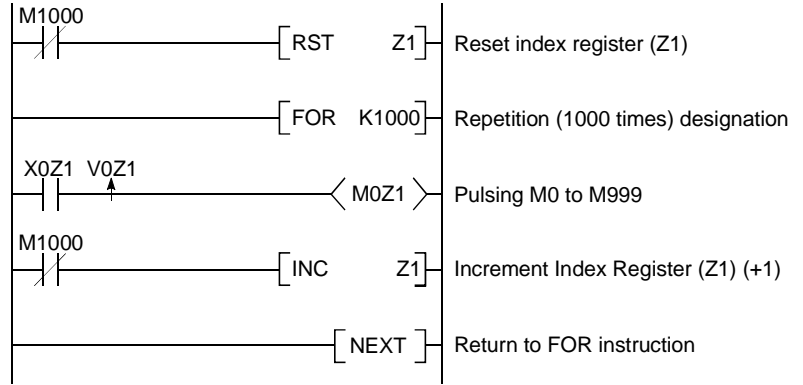 M1000
RST Z1 Reset index register (Z1)
FOR K1000 Repetition (1000 times) designation
X0Z1 V0Z1
M0Z1 Pulsing M0 to M999
M1000
INC Z1 Increment Index Register (Z1) (+1)
NEXT Return to FOR instruction